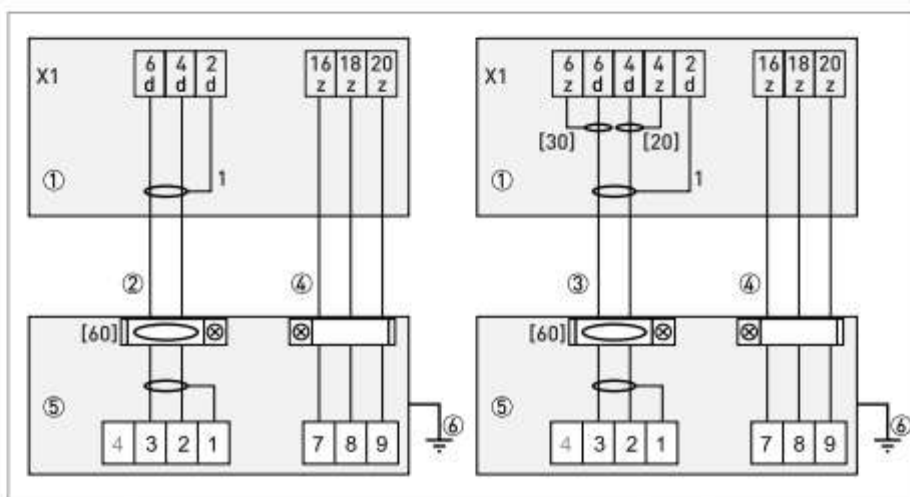 X1 6 4 2 16 18 20
d d d z z z
1
①
② ④
[60]
⑤
4 3 2 1 7 8 9
⑥
X1 6 6 4 4 2 16 18 20
z d d z d z z z
[30] [20]
1
①
③ ④
[60]
⑤
4 3 2 1 7 8 9
⑥